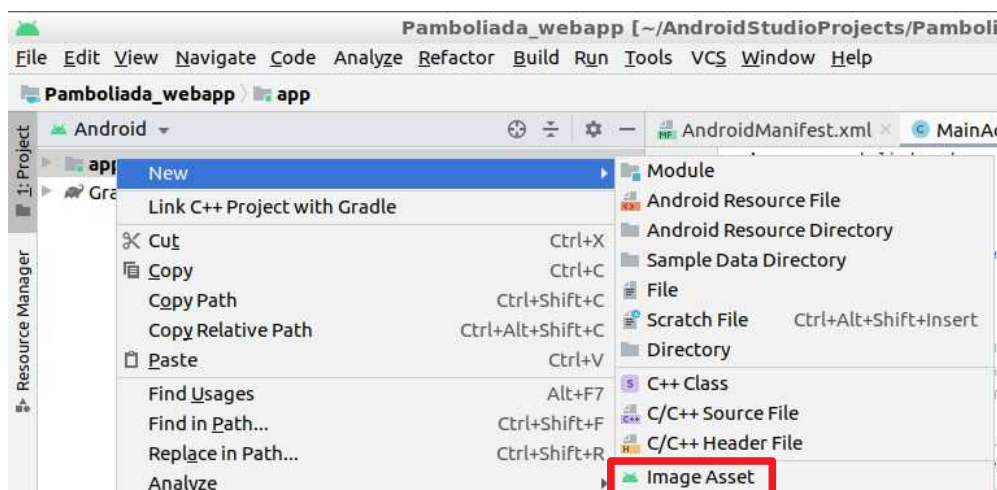 Pamboliada_webapp [~/AndroidStudioProjects/Pamboli
File Edit View Navigate Code Analyze Refactor Build Run Tools VCS Window Help
Pamboliada_webapp app
1: Project
Resource Manager
Android
AndroidManifest.xml
MainAc
app
Gra
New
Link C++ Project with Gradle
Cut Ctrl+X
Copy Ctrl+C
Copy Path Ctrl+Shift+C
Copy Relative Path Ctrl+Alt+Shift+C
Paste Ctrl+V
Find Usages Alt+F7
Find in Path... Ctrl+Shift+F
Replace in Path... Ctrl+Shift+R
Analyze
Module
Android Resource File
Android Resource Directory
Sample Data Directory
File
Scratch File Ctrl+Alt+Shift+Insert
Directory
C++ Class
C/C++ Source File
C/C++ Header File
Image Asset